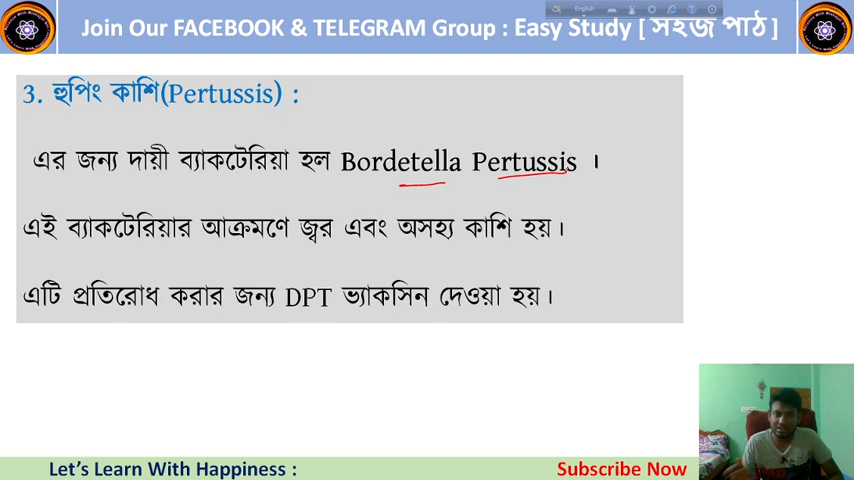 English
Join Our FACEBOOK & TELEGRAM Group : Easy Study [ সহজ পাঠ ]
3. হুপিং কাশি(Pertussis) :
এর জন্য দায়ী ব্যাকটেরিয়া হল Bordetella Pertussis ।
এই ব্যাকটেরিয়ার আক্রমণে জ্বর এবং অসহ্য কাশি হয়।
এটি প্রতিরোধ করার জন্য DPT ভ্যাকসিন দেওয়া হয়।
Let's Learn With Happiness :
Subscribe Now